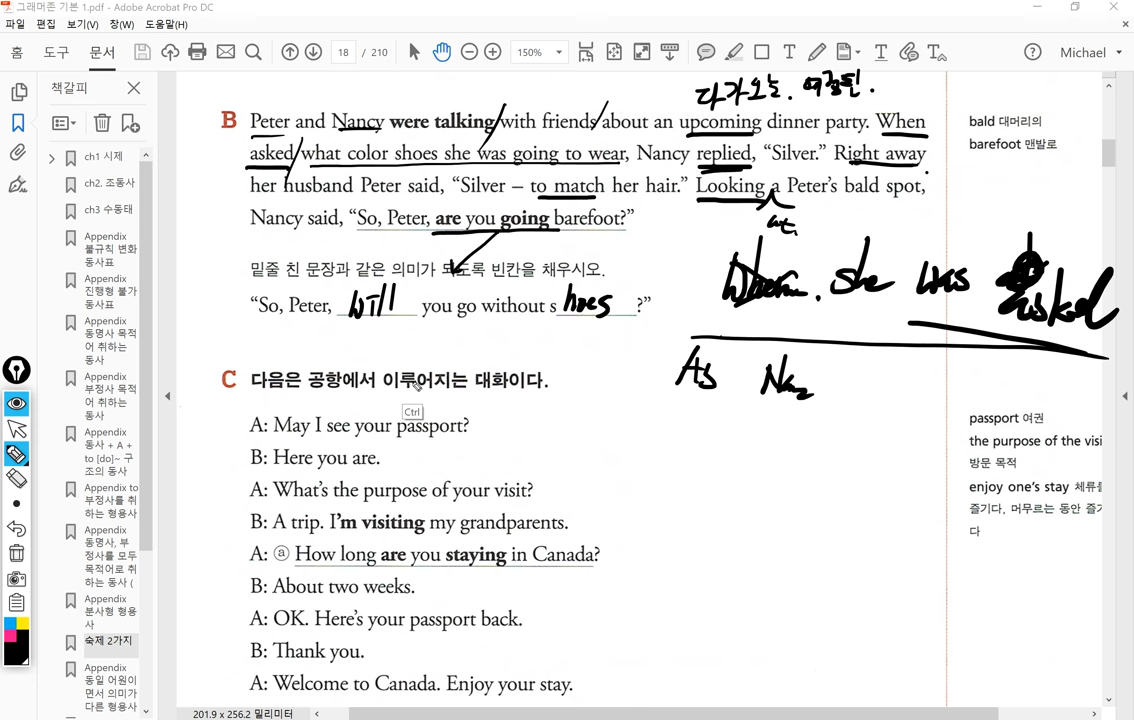 그래머존 기본 1.pdf - Adobe Acrobat Pro DC
파일 편집 보기(V) 창(W) 도움말(H)
홈 도구 문서 18 / 210 150% Michael
책갈피
ch1 시제
ch2. 조동사
ch3 수동태
Appendix
불규칙 변화
동사표
Appendix
진행형 불가
동사표
Appendix
동명사 목적
어 취하는
동사
Appendix
부정사 목적
어 취하는
동사
Appendix
동사 + A +
to [do]~ 구
조의 동사
Appendix to
부정사를 취
하는 형용사
Appendix
동명사, 부
정사를 모두
목적어로 취
하는 동사 (
Appendix
분사형 형용
사
숙제 2가지
Appendix
동일 어원이
면서 의미가
다른 형용사
다가오는. 예정된.
B Peter and Nancy were talking with friends about an upcoming dinner party. When
asked what color shoes she was going to wear, Nancy replied, “Silver.” Right away
her husband Peter said, “Silver – to match her hair.” Looking a Peter’s bald spot,
Nancy said, “So, Peter, are you going barefoot?”
at.
When. she was asked
밑줄 친 문장과 같은 의미가 되도록 빈칸을 채우시오.
“So, Peter, will you go without s hoes ?”
As
C 다음은 공항에서 이루어지는 대화이다.
Ctrl
A: May I see your passport?
B: Here you are.
A: What’s the purpose of your visit?
B: A trip. I’m visiting my grandparents.
A: ⓐ How long are you staying in Canada?
B: About two weeks.
A: OK. Here’s your passport back.
B: Thank you.
A: Welcome to Canada. Enjoy your stay.
bald 대머리의
barefoot 맨발로
passport 여권
the purpose of the visi
방문 목적
enjoy one’s stay 체류를
즐기다, 머무르는 동안 즐기
다
201.9 x 256.2 밀리미터